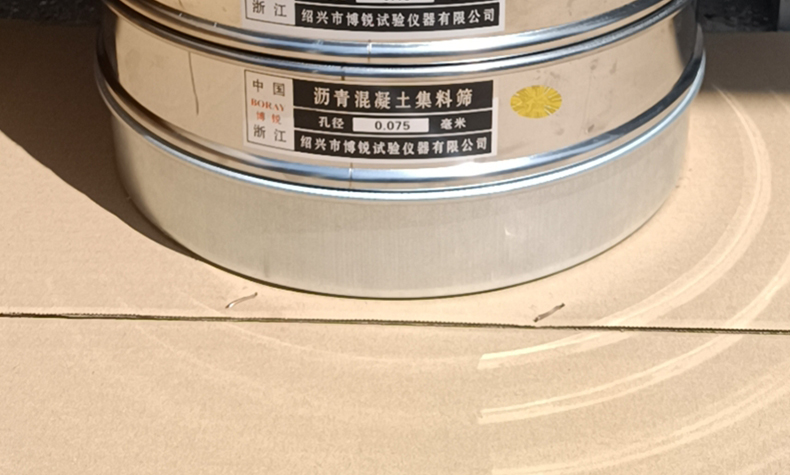 浙江
绍兴市博锐试验仪器有限公司
中国
BORAY
博锐
浙江
沥青混凝土集料筛
孔径 0.075 毫米
绍兴市博锐试验仪器有限公司